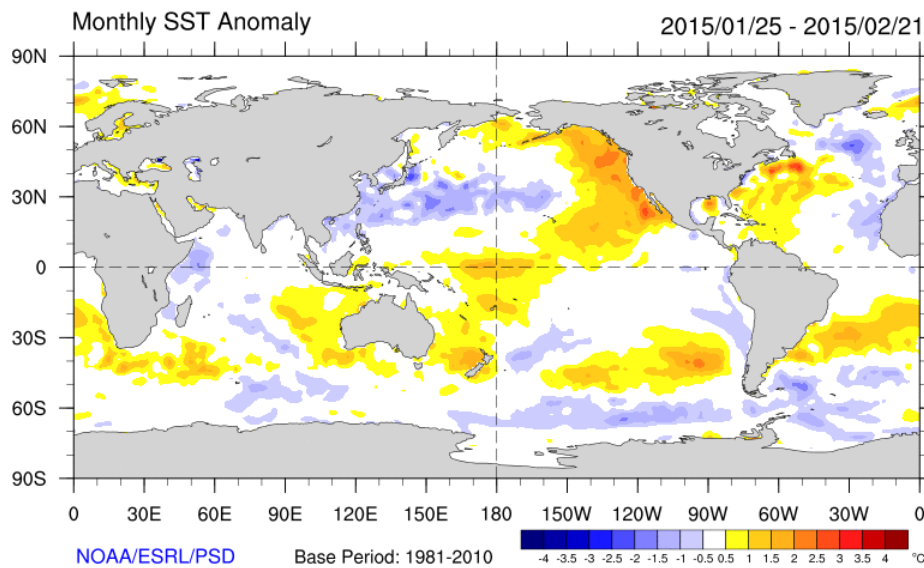 Monthly SST Anomaly 2015/01/25 - 2015/02/21
90N
60N
30N
0
30S
60S
90S
0 30E 60E 90E 120E 150E 180 150W 120W 90W 60W 30W 0
NOAA/ESRL/PSD Base Period: 1981-2010
-4 -3.5 -3 -2.5 -2 -1.5 -1 -0.5 0.5 1 1.5 2 2.5 3 3.5 4 °C